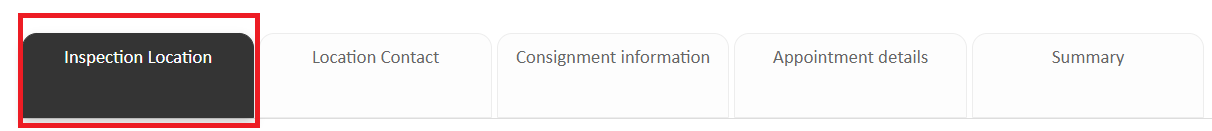 Inspection Location
Location Contact
Consignment information
Appointment details
Summary